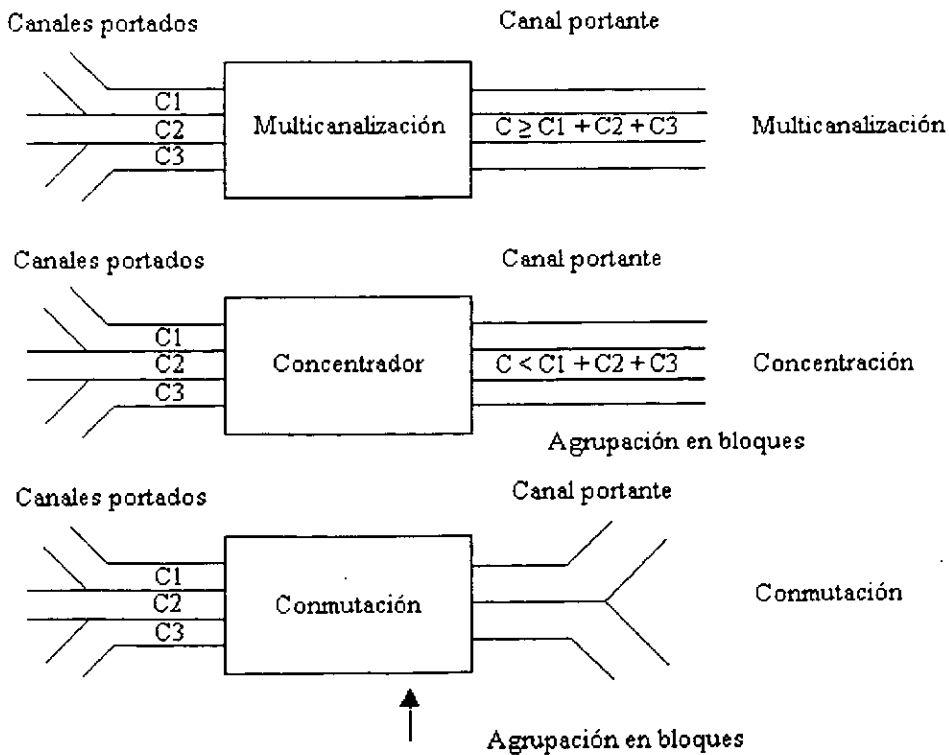 Canales portados
Canal portante
C1
C2
C3
Multicanalización
C ≥ C1 + C2 + C3
Multicanalización
Canales portados
Canal portante
C1
C2
C3
Concentrador
C < C1 + C2 + C3
Concentración
Agrupación en bloques
Canales portados
Canal portante
C1
C2
C3
Conmutación
Conmutación
Agrupación en bloques